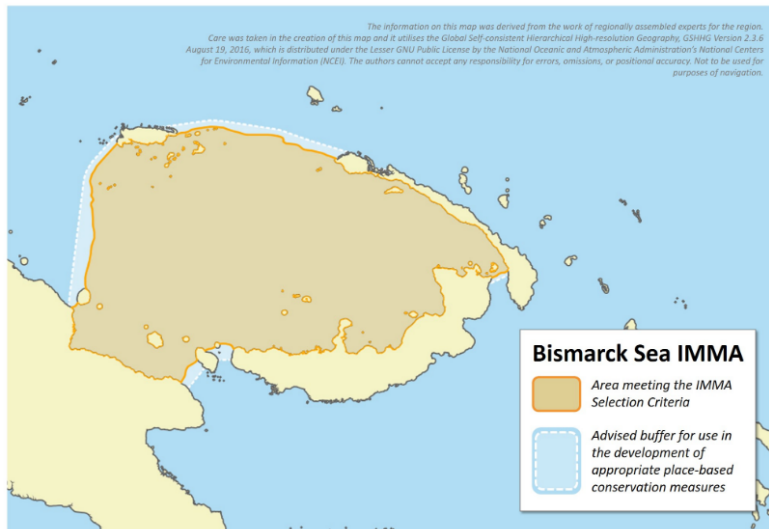 The information on this map was derived from the work of regionally assembled experts for the region.
Care was taken in the creation of this map and it utilises the Global Self-consistent Hierarchical High-resolution Geography, GSHHG Version 2.3.6
August 19, 2016, which is distributed under the Lesser GNU Public License by the National Oceanic and Atmospheric Administration's National Centers
for Environmental Information (NCEI). The authors cannot accept any responsibility for errors, omissions, or positional accuracy. Not to be used for
purposes of navigation.
Bismarck Sea IMMA
Area meeting the IMMA
Selection Criteria
Advised buffer for use in
the development of
appropriate place-based
conservation measures